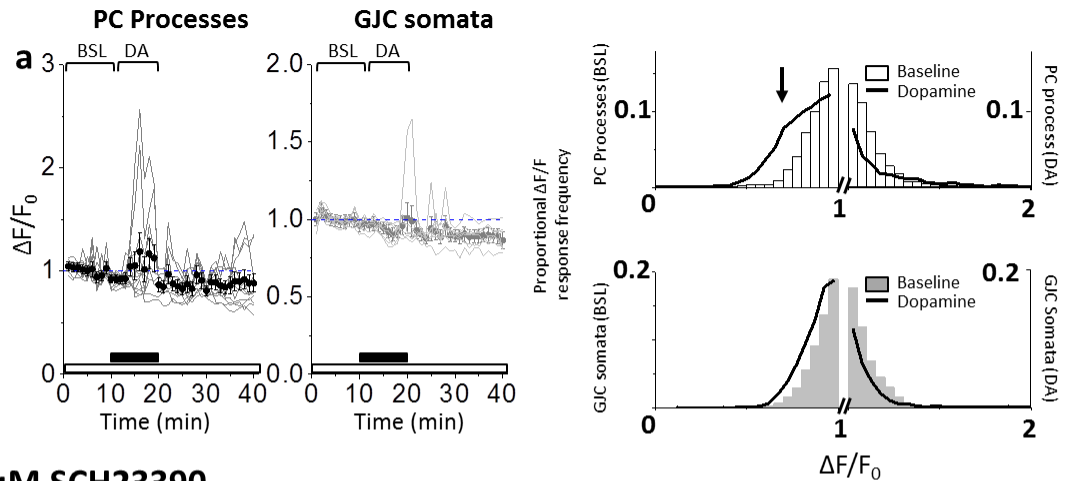 PC Processes
GJC somata
a
BSL
DA
BSL
DA
3
2
1
0
ΔF/F0
2.0
1.5
1.0
0.5
0.0
0 10 20 30 40
0 10 20 30 40
Time (min)
Time (min)
Proportional ΔF/F
response frequency
PC Processes (BSL)
0.1
Baseline
Dopamine
0.1
PC process (DA)
0 1 2
GJC somata (BSL)
0.2
0
Baseline
Dopamine
0.2
GJC Somata (DA)
0 1 2
ΔF/F0
M SCH23390